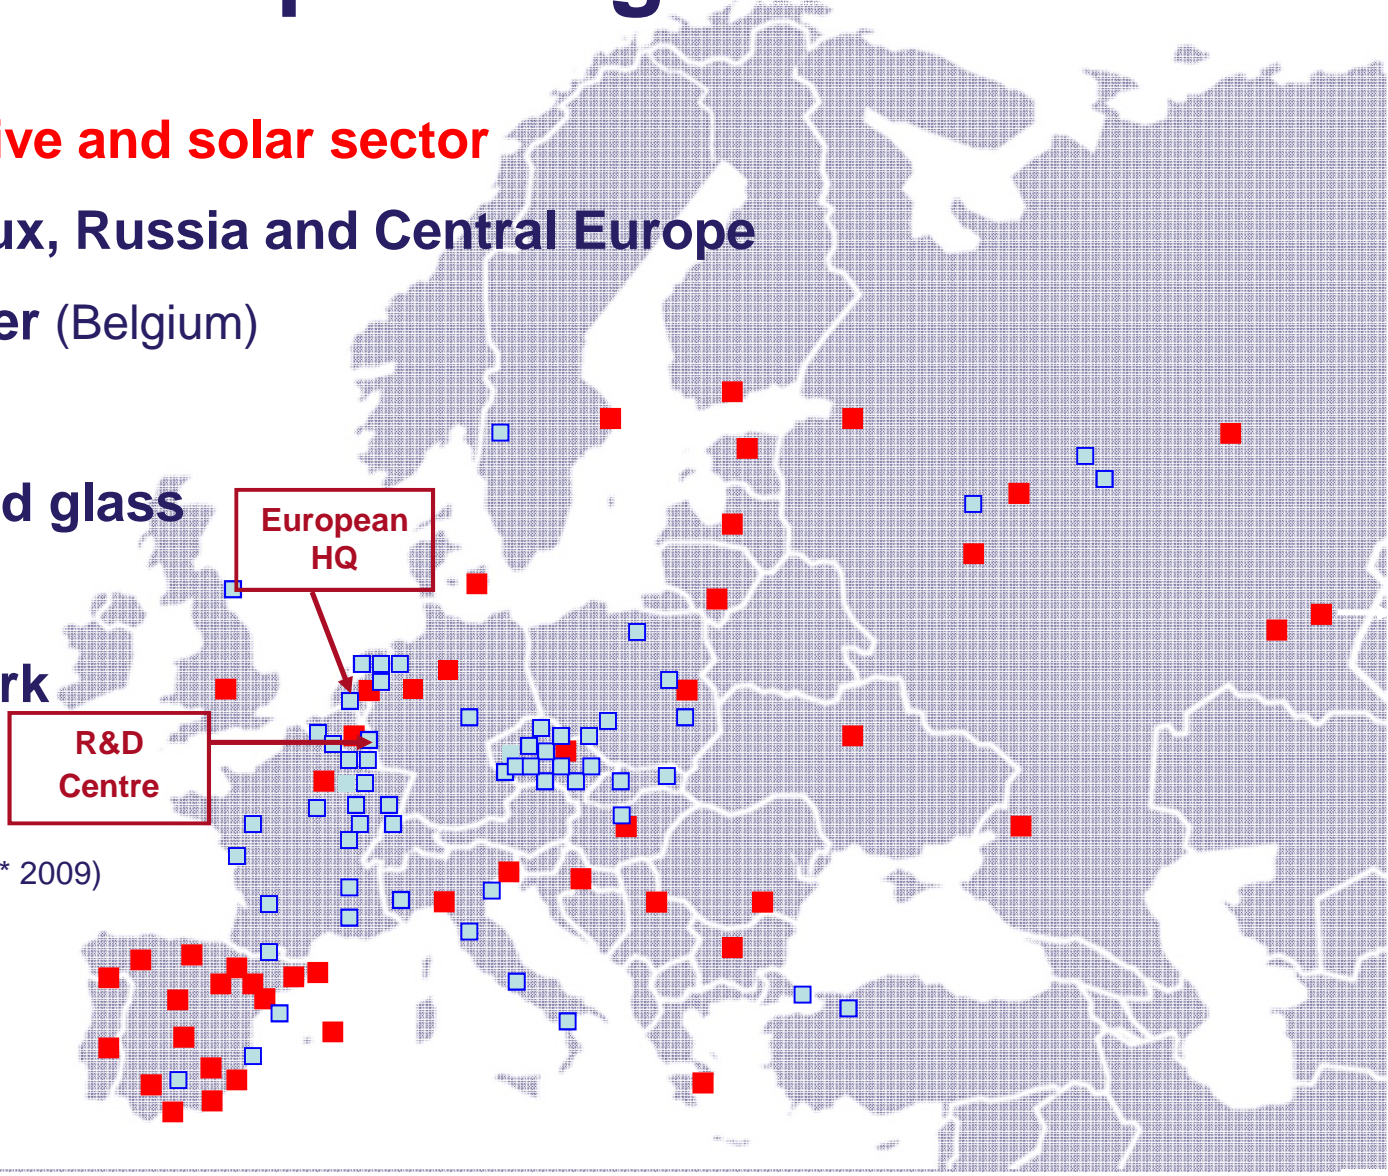 ive and solar sector
ux, Russia and Central Europe
er (Belgium)
d glass
European
HQ
rk
R&D
Centre
* 2009)